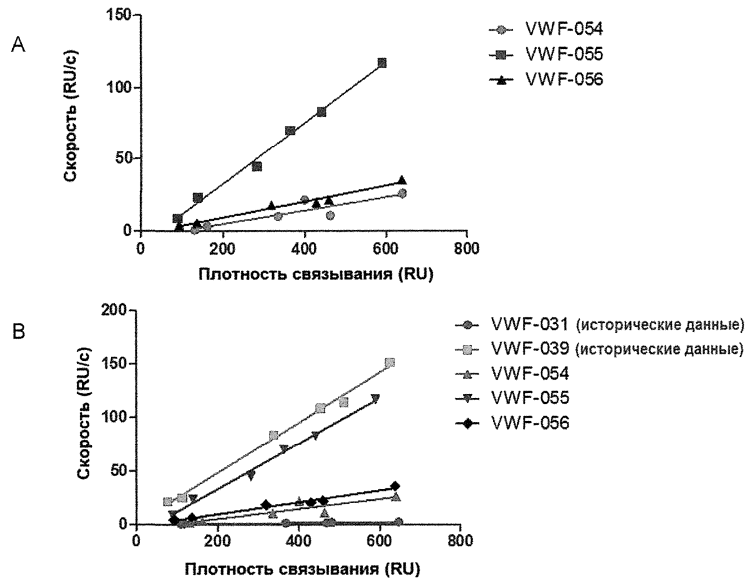 A
150
100
50
0
Скорость (RU/с)
0 200 400 600 800
Плотность связывания (RU)
VWF-054
VWF-055
VWF-056
B
200
150
100
50
0
Скорость (RU/с)
0 200 400 600 800
Плотность связывания (RU)
VWF-031 (исторические данные)
VWF-039 (исторические данные)
VWF-054
VWF-055
VWF-056